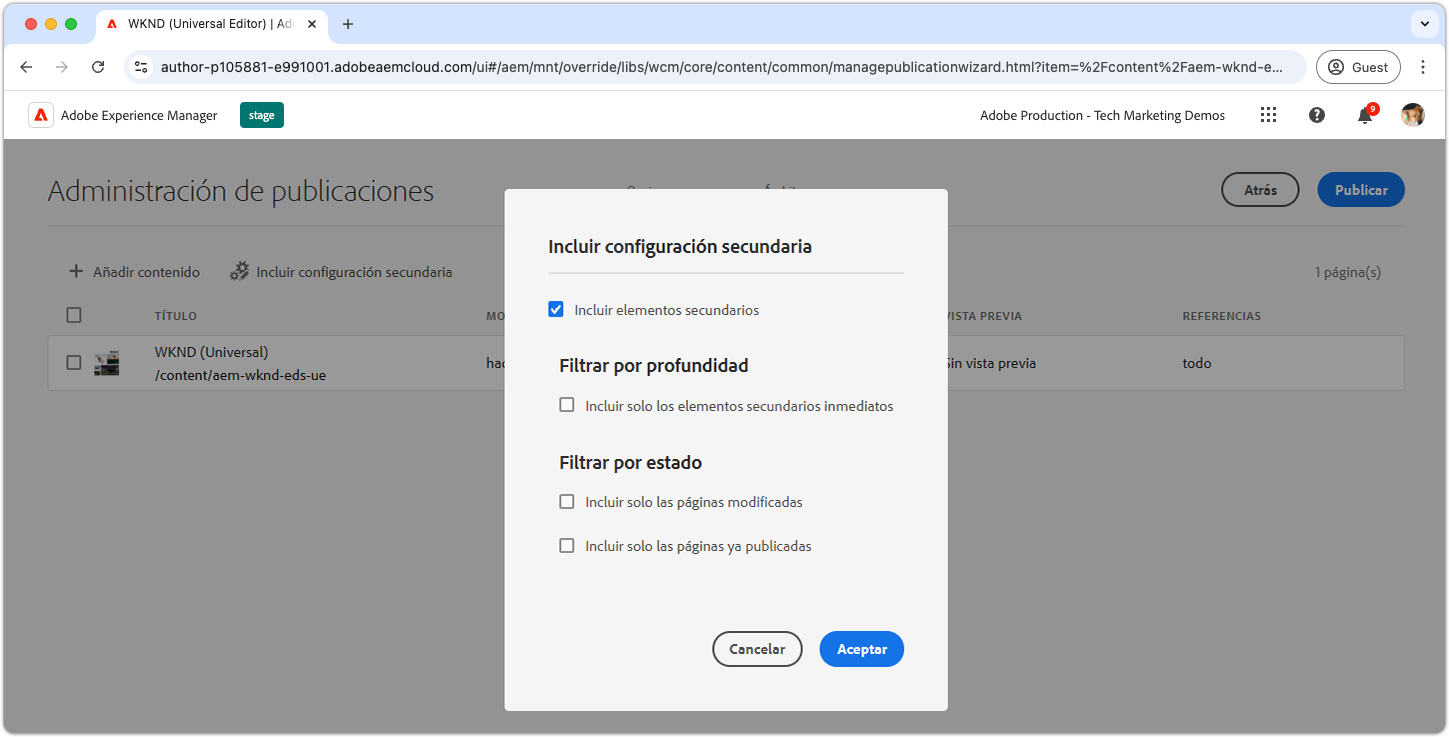 WKND (Universal Editor) | Ad
author-p105881-e991001.adobeaemcloud.com/ui#/aem/mnt/override/libs/wcm/core/content/common/managepublicationwizard.html?item=%2Fcontent%2Faem-wknd-e...
Guest
Adobe Experience Manager
stage
Adobe Production - Tech Marketing Demos
9
Administración de publicaciones
Atrás
Publicar
Añadir contenido
Incluir configuración secundaria
1 página(s)
TÍTULO
MO
VISTA PREVIA
REFERENCIAS
WKND (Universal)
/content/aem-wknd-eds-ue
hac
Sin vista previa
todo
Incluir configuración secundaria
Incluir elementos secundarios
Filtrar por profundidad
Incluir solo los elementos secundarios inmediatos
Filtrar por estado
Incluir solo las páginas modificadas
Incluir solo las páginas ya publicadas
Cancelar
Aceptar